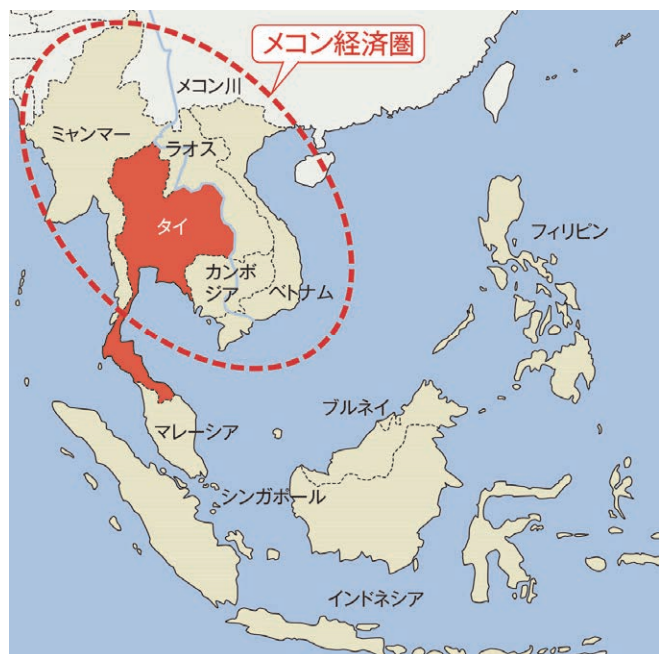 メコン経済圏
メコン川
ミャンマー
ラオス
タイ
カンボ
ジア
ベトナム
フィリピン
マレーシア
ブルネイ
シンガポール
インドネシア